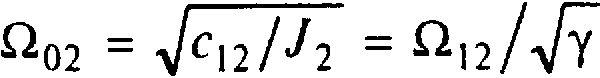 Ω₀₂ = √(c₁₂/J₂) = Ω₁₂/√γ